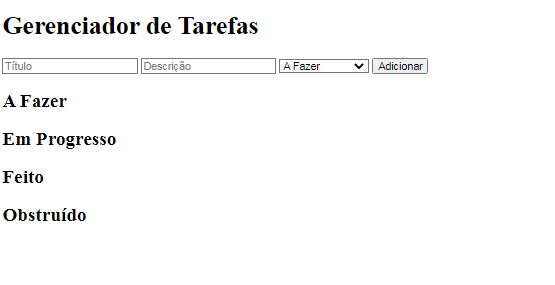 Gerenciador de Tarefas
Título Descrição A Fazer Adicionar
A Fazer
Em Progresso
Feito
Obstruído